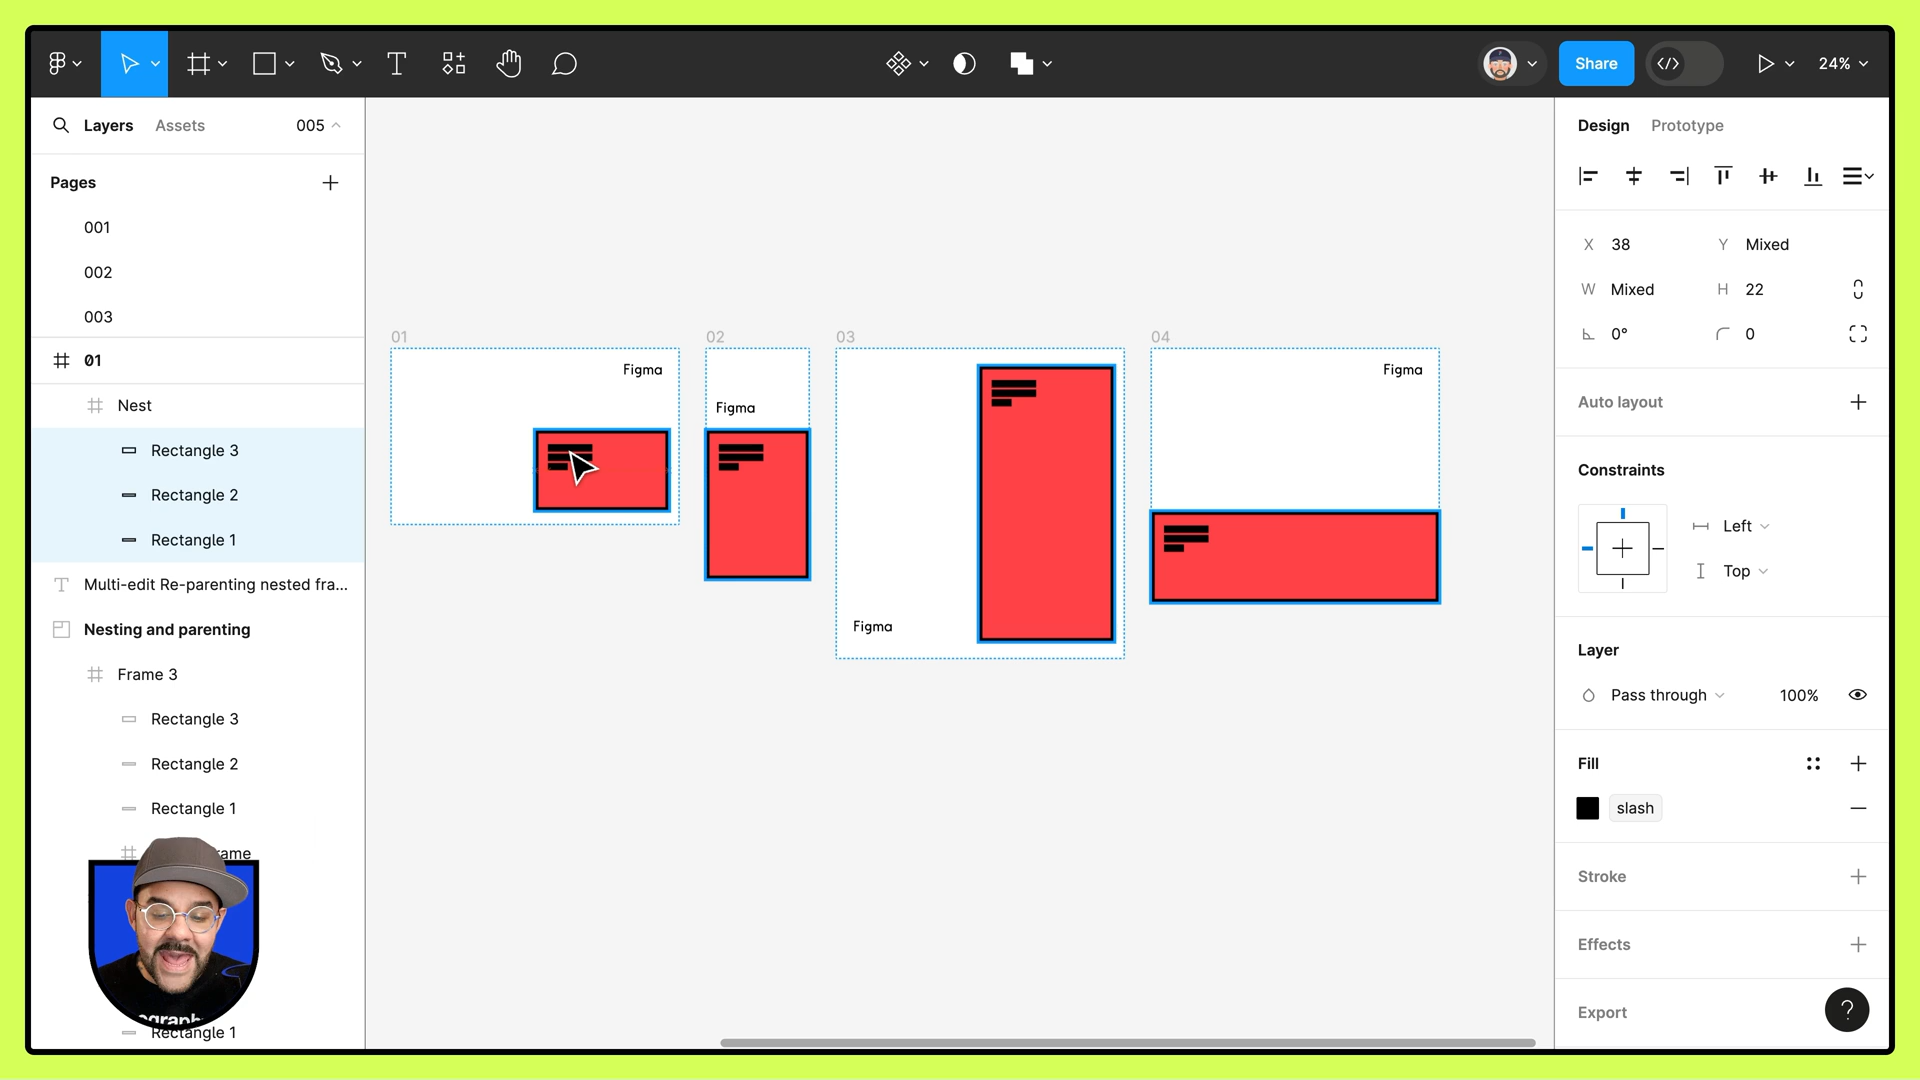 Share
24%
Layers
Assets
005
Pages
001
002
003
01
Nest
Rectangle 3
Rectangle 2
Rectangle 1
Multi-edit Re-parenting nested fra...
Nesting and parenting
Frame 3
Rectangle 3
Rectangle 2
Rectangle 1
Rectangle 1
01
Figma
02
Figma
03
Figma
04
Figma
Design
Prototype
X 38
Y Mixed
W Mixed
H 22
0°
0
Auto layout
Constraints
Left
Top
Layer
Pass through
100%
Fill
slash
Stroke
Effects
Export
?